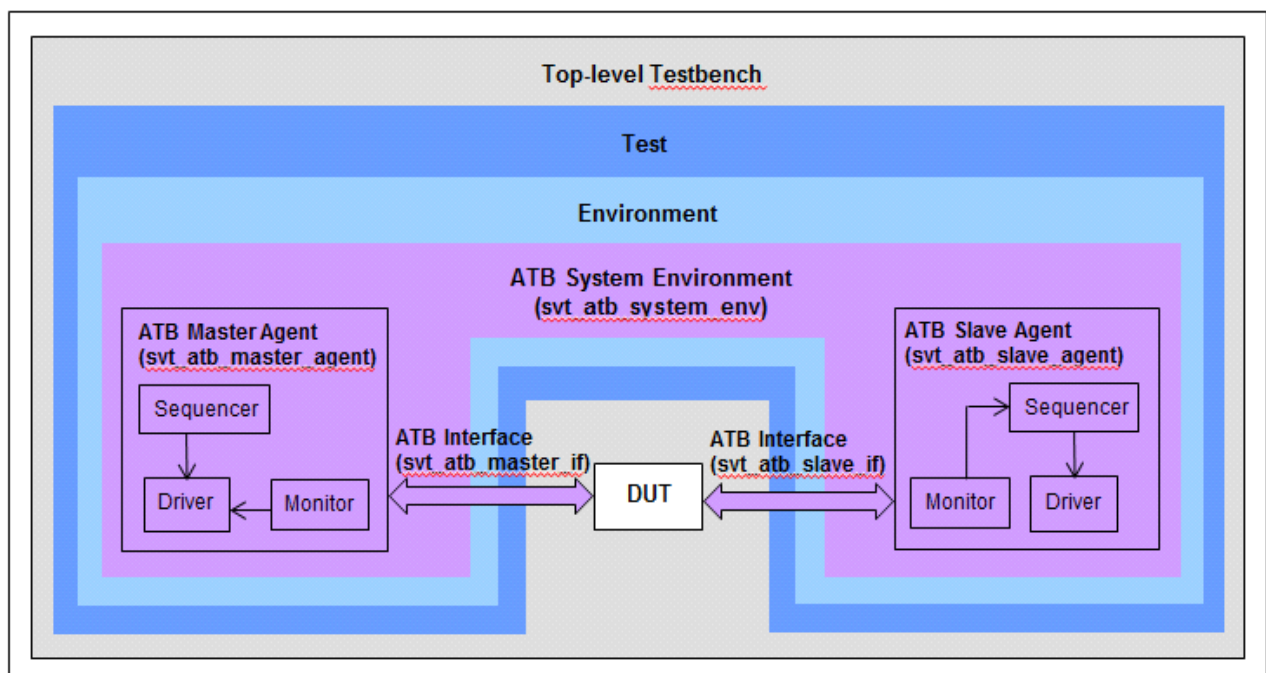 Top-level Testbench
Test
Environment
ATB System Environment
(svt_atb_system_env)
ATB Master Agent
(svt_atb_master_agent)
Sequencer
Driver
Monitor
ATB Interface
(svt_atb_master_if)
DUT
ATB Interface
(svt_atb_slave_if)
ATB Slave Agent
(svt_atb_slave_agent)
Sequencer
Monitor
Driver